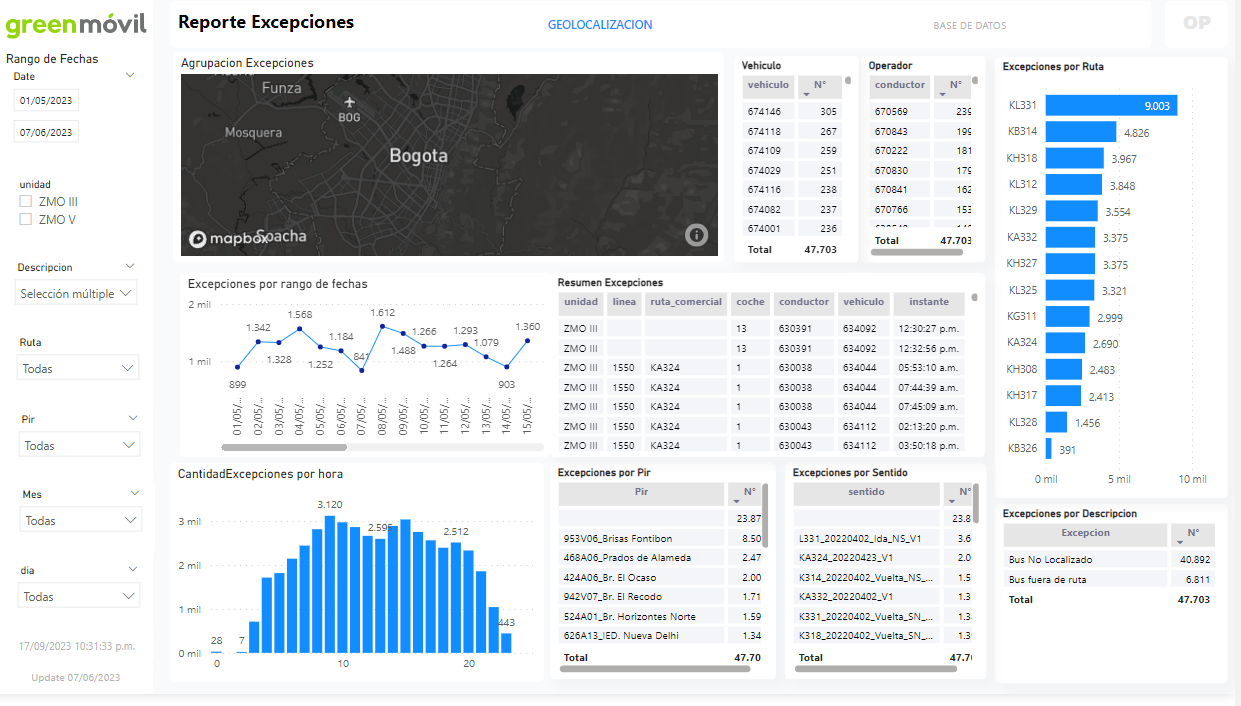 greenmóvil
Rango de Fechas
Date
01/05/2023
07/06/2023
unidad
ZMO III
ZMO V
Descripcion
Selección múltiple
Ruta
Todas
Pir
Todas
Mes
Todas
dia
Todas
17/09/2023 10:31:33 p.m.
Update 07/06/2023
Reporte Excepciones
GEOLOCALIZACION
BASE DE DATOS
OP
Agrupacion Excepciones
Funza
BOG
Mosquera
Bogota
Soacha
mapbox
Vehiculo
vehiculo N°
674146 305
674118 267
674109 259
674029 251
674116 238
674082 237
674001 236
Total 47.703
Operador
conductor N°
670569 239
670843 199
670222 181
670830 179
670841 162
670766 153
Total 47.703
Excepciones por Ruta
KL331 9.003
KB314 4.826
KH318 3.967
KL312 3.848
KL329 3.554
KA332 3.375
KH327 3.375
KL325 3.321
KG311 2.999
KA324 2.690
KH308 2.483
KH317 2.413
KL328 1.456
KB326 391
0 mil 5 mil 10 mil
Excepciones por rango de fechas
2 mil
1 mil
899
1.342
1.328
1.568
1.252
1.184
841
1.612
1.488
1.266
1.264
1.293
1.079
903
1.360
01/05/...
02/05/...
03/05/...
04/05/...
05/05/...
06/05/...
07/05/...
08/05/...
09/05/...
10/05/...
11/05/...
12/05/...
13/05/...
14/05/...
15/05/...
Resumen Excepciones
unidad linea ruta_comercial coche conductor vehiculo instante
ZMO III 13 630391 634092 12:30:27 p.m.
ZMO III 13 630391 634092 12:32:56 p.m.
ZMO III 1550 KA324 1 630038 634044 05:53:10 a.m.
ZMO III 1550 KA324 1 630038 634044 07:44:39 a.m.
ZMO III 1550 KA324 1 630038 634044 07:45:09 a.m.
ZMO III 1550 KA324 1 630043 634112 02:13:20 p.m.
ZMO III 1550 KA324 1 630043 634112 03:50:18 p.m.
CantidadExcepciones por hora
3 mil
2 mil
1 mil
0 mil
28
7
3.120
2.595
2.512
443
0 10 20
Excepciones por Pir
Pir N°
23.87
953V06_Brisas Fontibon 8.50
468A06_Prados de Alameda 2.47
424A06_Br. El Ocaso 2.00
942V07_Br. El Recodo 1.71
524A01_Br. Horizontes Norte 1.59
626A13_IED. Nueva Delhi 1.34
Total 47.70
Excepciones por Sentido
sentido N°
23.8
L331_20220402_Ida_NS_V1 3.6
KA324_20220423_V1 2.0
K314_20220402_Vuelta_NS_... 1.5
KA332_20220402_V1 1.3
K331_20220402_Vuelta_SN_... 1.3
K318_20220402_Vuelta_SN_... 1.3
Total 47.7
Excepciones por Descripcion
Excepcion N°
Bus No Localizado 40.892
Bus fuera de ruta 6.811
Total 47.703